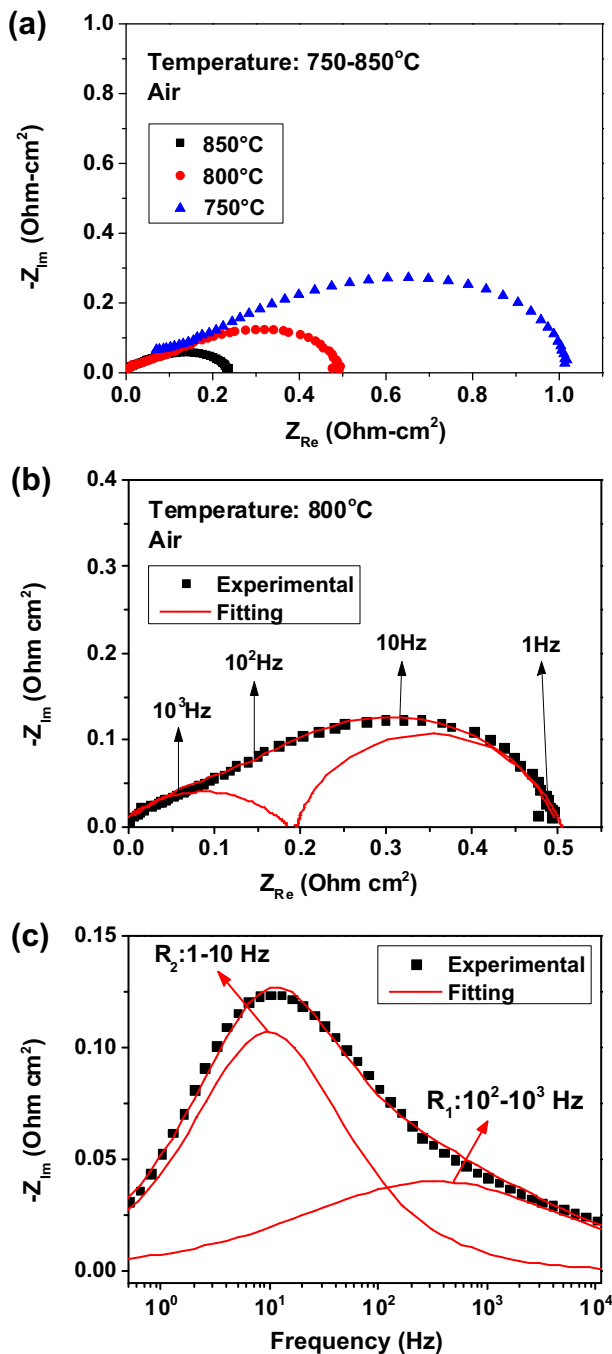 (a)
1.0
0.8
0.6
0.4
0.2
0.0
Temperature: 750-850°C
Air
850°C
800°C
750°C
-Z_Im (Ohm-cm²)
0.0 0.2 0.4 0.6 0.8 1.0
Z_Re (Ohm-cm²)
(b)
0.4
0.3
0.2
0.1
0.0
Temperature: 800°C
Air
Experimental
Fitting
10³Hz
10²Hz
10Hz
1Hz
-Z_Im (Ohm cm²)
0.0 0.1 0.2 0.3 0.4 0.5
Z_Re (Ohm cm²)
(c)
0.15
0.10
0.05
0.00
R₂:1-10 Hz
Experimental
Fitting
R₁:10²-10³ Hz
-Z_Im (Ohm cm²)
10⁰ 10¹ 10² 10³ 10⁴
Frequency (Hz)